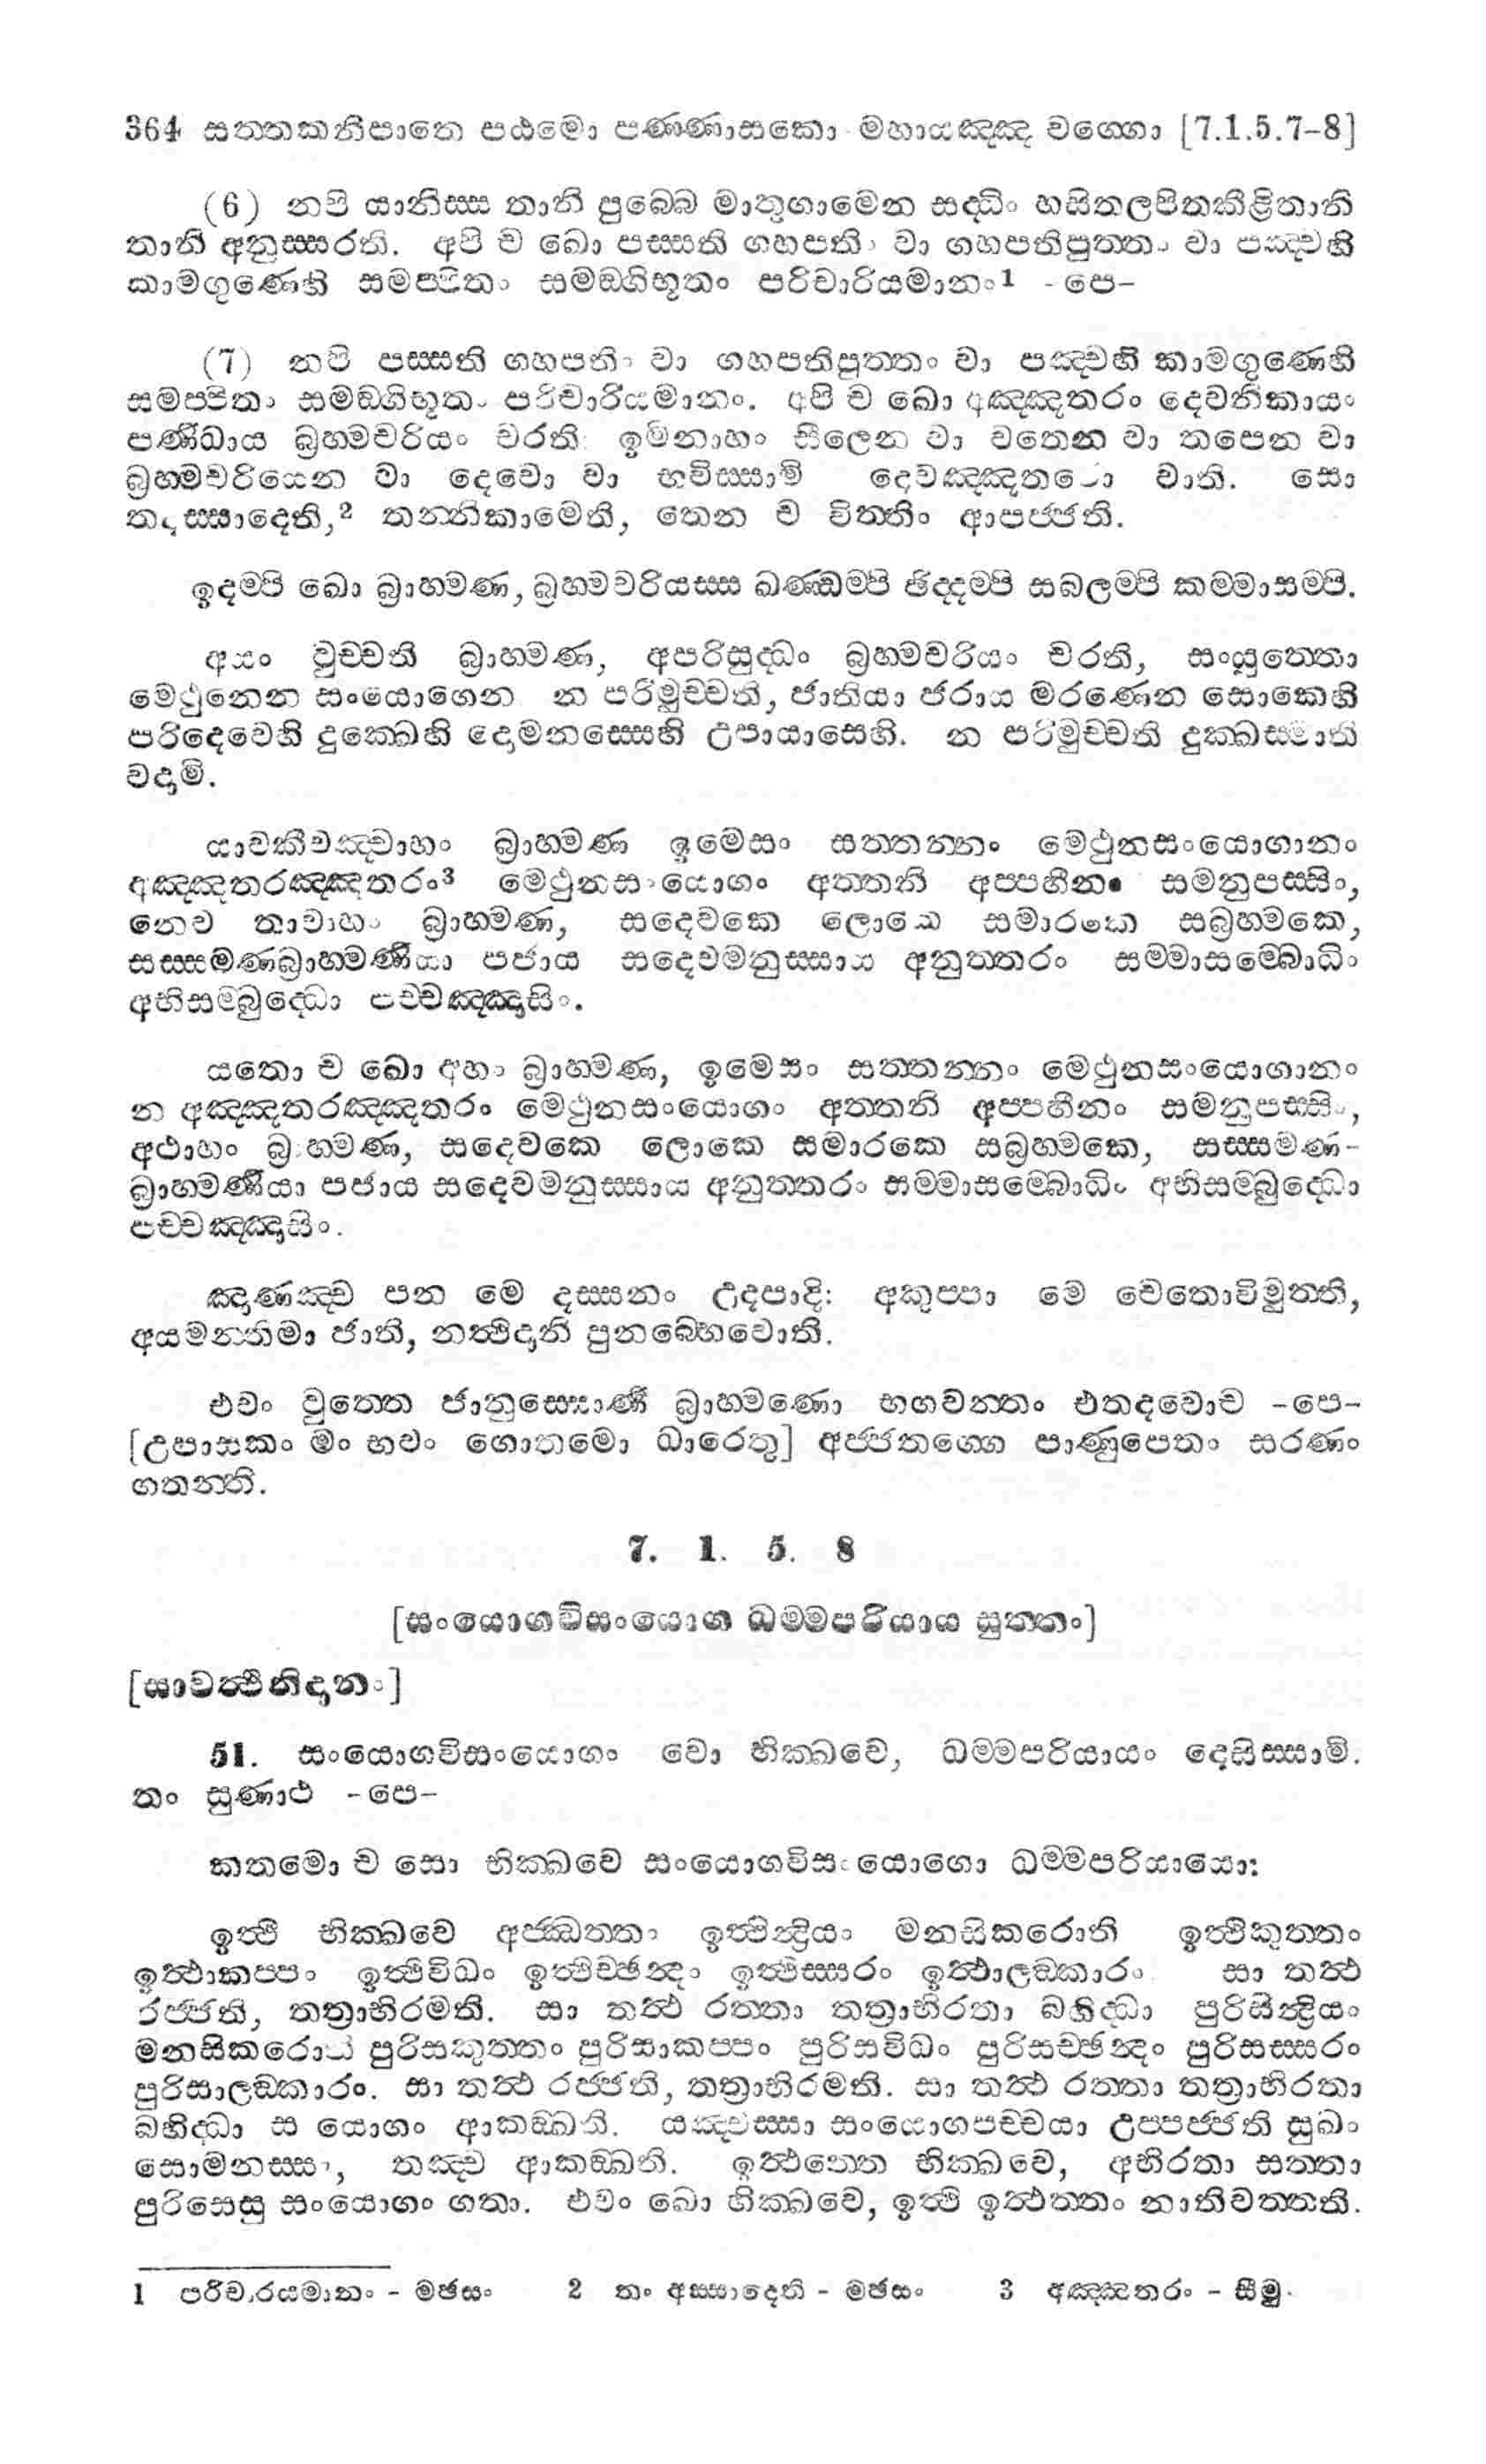 364 සත්තකනිපාතො පඨමො පණ්ණාසකො මහායඤ්ඤ වග්ගො [7.1.5.7-8]
(6) නපි යානිස්ස තානි පුබ්බෙ මාතුගාමෙන සද්ධිං හසිතලපිතකීළිතානි
තානි අනුස්සරති. අපි ච ඛො පස්සති ගහපතිං වා ගහපතිපුත්තං වා පඤ්චහි
කාමගුණෙහි සමප්පිතං සමඞ්ගිභූතං පරිචාරියමානං1 -පෙ-
(7) නපි පස්සති ගහපතිං වා ගහපතිපුත්තං වා පඤ්චහි කාමගුණෙහි
සමප්පිතං සමඞ්ගිභූතං පරිචාරියමානං. අපි ච ඛො අඤ්ඤතරං දෙවනිකායං
පණිධාය බ්‍රහ්මචරියං චරති: ඉමිනාහං සීලෙන වා වතෙන වා තපෙන වා
බ්‍රහ්මචරියෙන වා දෙවො වා භවිස්සාමි දෙවඤ්ඤතරො වාති. සො
තදස්සාදෙති,2 තන්නිකාමෙති, තෙන ච විත්තිං ආපජ්ජති.
ඉදම්පි ඛො බ්‍රාහ්මණ, බ්‍රහ්මචරියස්ස ඛණ්ඩම්පි ඡිද්දම්පි සබලම්පි කම්මාසම්පි.
අයං වුච්චති බ්‍රාහ්මණ, අපරිසුද්ධං බ්‍රහ්මචරියං චරති, සංයුත්තො
මෙථුනෙන සංයොගෙන න පරිමුච්චති, ජාතියා ජරාය මරණෙන සොකෙහි
පරිදෙවෙහි දුක්ඛෙහි දොමනස්සෙහි උපායාසෙහි. න පරිමුච්චති දුක්ඛස්මාති
වදාමි.
යාවකීවඤ්චාහං බ්‍රාහ්මණ ඉමෙසං සත්තන්නං මෙථුනසංයොගානං
අඤ්ඤතරඤ්ඤතරං3 මෙථුනසංයොගං අත්තනි අප්පහීනං සමනුපස්සිං,
නෙව තාවාහං බ්‍රාහ්මණ, සදෙවකෙ ලොකෙ සමාරකෙ සබ්‍රහ්මකෙ,
සස්සමණබ්‍රාහ්මණියා පජාය සදෙවමනුස්සාය අනුත්තරං සම්මාසම්බොධිං
අභිසම්බුද්ධො පච්චඤ්ඤාසිං.
යතො ච ඛො අහං බ්‍රාහ්මණ, ඉමෙසං සත්තන්නං මෙථුනසංයොගානං
න අඤ්ඤතරඤ්ඤතරං මෙථුනසංයොගං අත්තනි අප්පහීනං සමනුපස්සිං,
අථාහං බ්‍රාහ්මණ, සදෙවකෙ ලොකෙ සමාරකෙ සබ්‍රහ්මකෙ, සස්සමණ-
බ්‍රාහ්මණියා පජාය සදෙවමනුස්සාය අනුත්තරං සම්මාසම්බොධිං අභිසම්බුද්ධො
පච්චඤ්ඤාසිං.
ඤාණඤ්ච පන මෙ දස්සනං උදපාදි: අකුප්පා මෙ චෙතොවිමුත්ති,
අයමන්තිමා ජාති, නත්ථිදානි පුනබ්භවොති.
එවං වුත්තෙ ජානුස්සොණි බ්‍රාහ්මණො භගවන්තං එතදවොච -පෙ-
[උපාසකං මං භවං ගොතමො ධාරෙතු] අජ්ජතග්ගෙ පාණුපෙතං සරණං
ගතන්ති.
7. 1. 5. 8
[සංයොගවිසංයොග ධම්මපරියාය සුත්තං]
[සාවත්ථිනිදානං]
51. සංයොගවිසංයොගං වො භික්ඛවෙ, ධම්මපරියායං දෙසිස්සාමි.
තං සුණාථ -පෙ-
කතමො ච සො භික්ඛවෙ සංයොගවිසංයොගො ධම්මපරියායො:
ඉත්ථි භික්ඛවෙ අජ්ඣත්තං ඉත්ථින්ද්‍රියං මනසිකරොති ඉත්ථිකුත්තං
ඉත්ථාකප්පං ඉත්ථිවිධං ඉත්ථිච්ඡන්දං ඉත්ථිස්සරං ඉත්ථාලඞ්කාරං. සා තත්ථ
රජ්ජති, තත්‍රාභිරමති. සා තත්ථ රත්තා තත්‍රාභිරතා බහිද්ධා පුරිසින්ද්‍රියං
මනසිකරොති පුරිසකුත්තං පුරිසාකප්පං පුරිසවිධං පුරිසච්ඡන්දං පුරිසස්සරං
පුරිසාලඞ්කාරං. සා තත්ථ රජ්ජති, තත්‍රාභිරමති. සා තත්ථ රත්තා තත්‍රාභිරතා
බහිද්ධා සංයොගං ආකඞ්ඛති. යඤ්චස්සා සංයොගපච්චයා උප්පජ්ජති සුඛං
සොමනස්සං, තඤ්ච ආකඞ්ඛති. ඉත්ථත්තෙ භික්ඛවෙ, අභිරතා සත්තා
පුරිසෙසු සංයොගං ගතා. එවං ඛො භික්ඛවෙ, ඉත්ථි ඉත්ථත්තං නාතිවත්තති.
1 පරිචාරයමානං - මඡසං 2 තං අස්සාදෙති - මඡසං 3 අඤ්ඤතරං - සීමු.